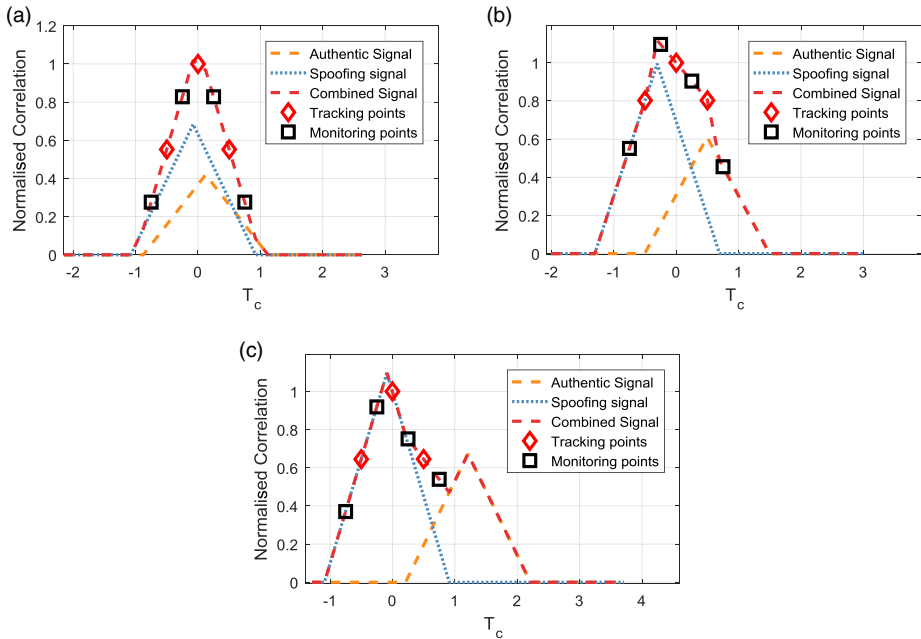 (a)
1.2
1
0.8
0.6
0.4
0.2
0
Normalised Correlation
Authentic Signal
Spoofing signal
Combined Signal
Tracking points
Monitoring points
-2 -1 0 1 2 3
T_c
(b)
1
0.8
0.6
0.4
0.2
0
Normalised Correlation
Authentic Signal
Spoofing signal
Combined Signal
Tracking points
Monitoring points
-2 -1 0 1 2 3
T_c
(c)
1
0.8
0.6
0.4
0.2
0
Normalised Correlation
Authentic Signal
Spoofing signal
Combined Signal
Tracking points
Monitoring points
-1 0 1 2 3 4
T_c